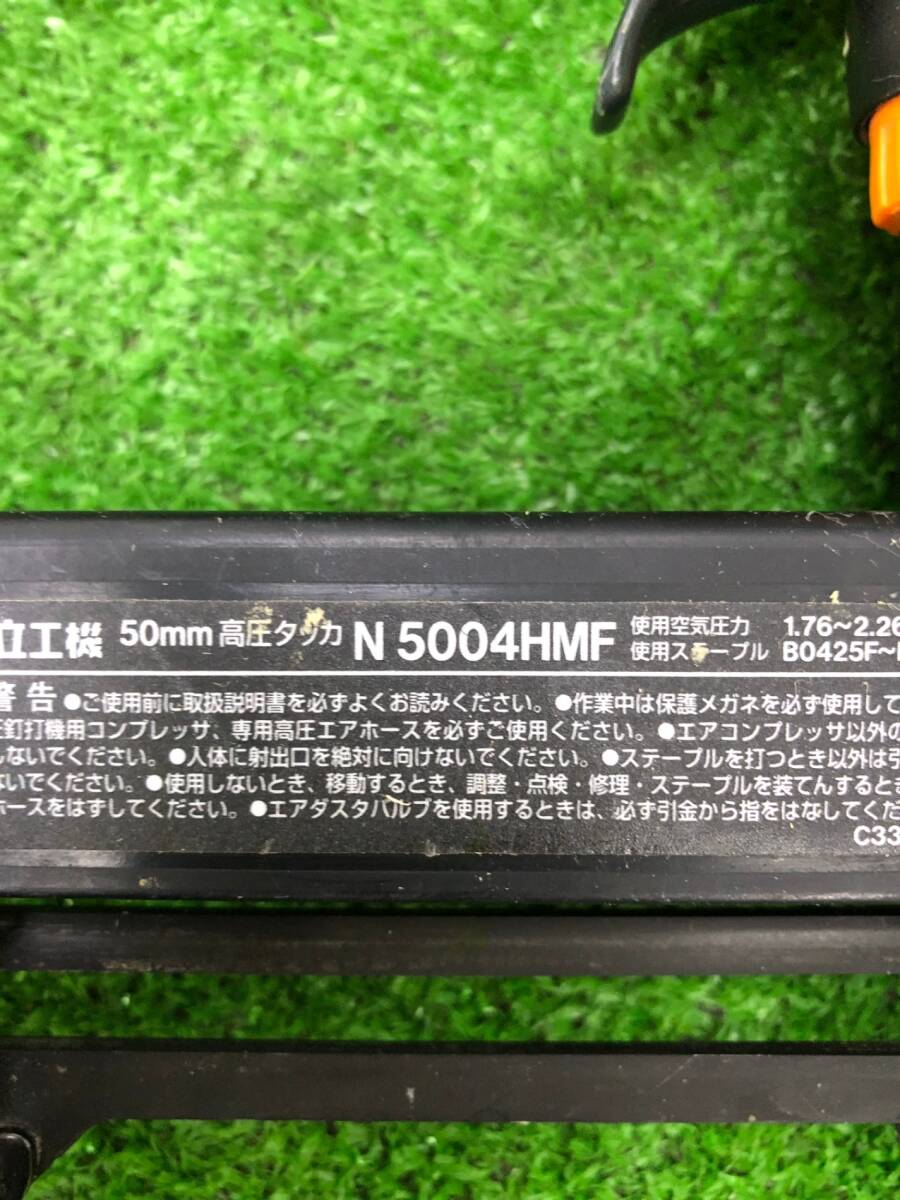 立工機 50mm 高圧タッカ N 5004HMF 使用空気圧力 1.76～2.26
使用ステープル B0425F～
警告 ●ご使用前に取扱説明書を必ずよくお読みください。●作業中は保護メガネを必ず使用して
圧釘打機用コンプレッサ、専用高圧エアホースを必ずご使用ください。●エアコンプレッサ以外の
しないでください。●人体に射出口を絶対に向けないでください。●ステープルを打つとき以外は引
ないでください。●使用しないとき、移動するとき、調整・点検・修理・ステープルを装てんするとき
ホースをはずしてください。●エアダスタバルブを使用するときは、必ず引金から指をはなしてくだ
C33